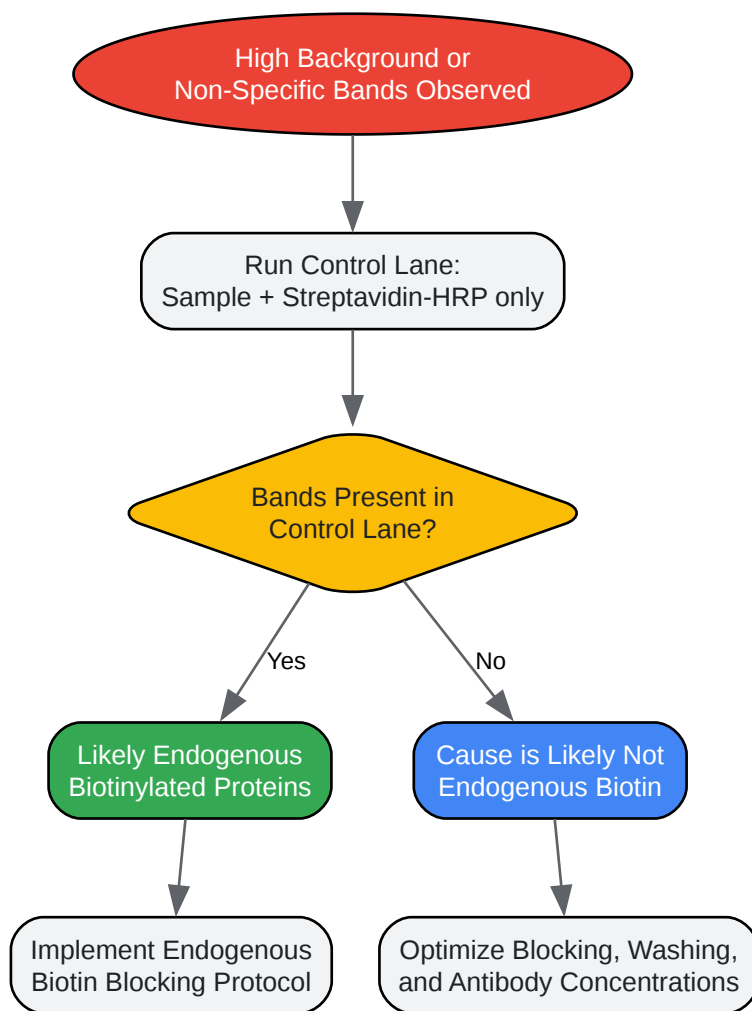 High Background or
Non-Specific Bands Observed
Run Control Lane:
Sample + Streptavidin-HRP only
Bands Present in
Control Lane?
Yes
No
Likely Endogenous
Biotinylated Proteins
Cause is Likely Not
Endogenous Biotin
Implement Endogenous
Biotin Blocking Protocol
Optimize Blocking, Washing,
and Antibody Concentrations